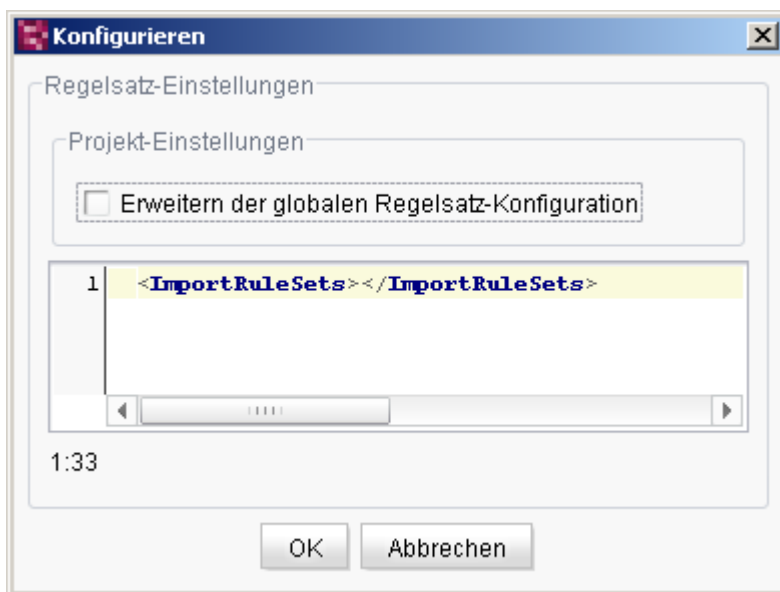 Konfigurieren
Regelsatz-Einstellungen
Projekt-Einstellungen
Erweitern der globalen Regelsatz-Konfiguration
1 <ImportRuleSets></ImportRuleSets>
1:33
OK Abbrechen